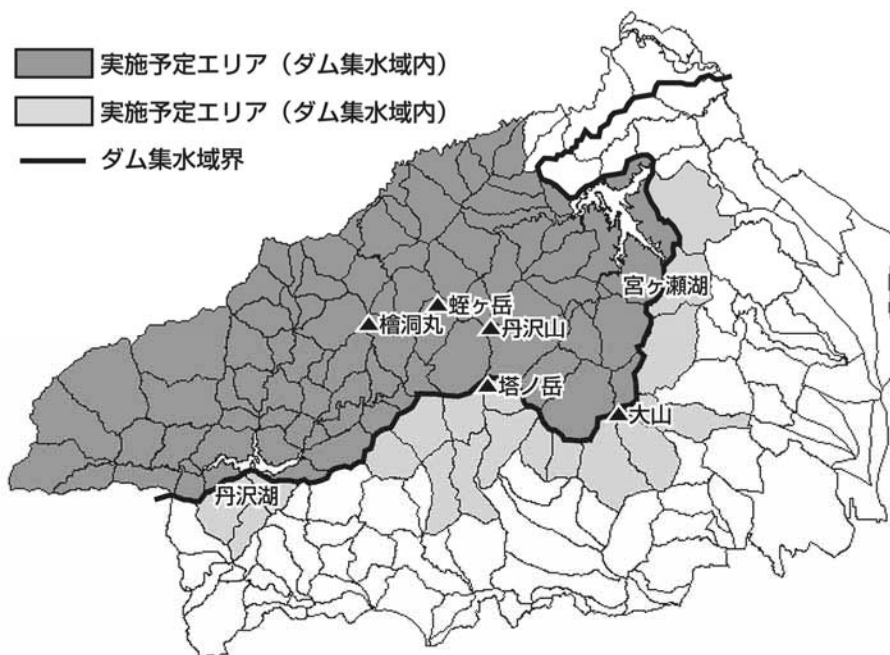 実施予定エリア（ダム集水域内）
実施予定エリア（ダム集水域内）
ダム集水域界
宮ヶ瀬湖
蛭ヶ岳
檜洞丸
丹沢山
塔ノ岳
大山
丹沢湖